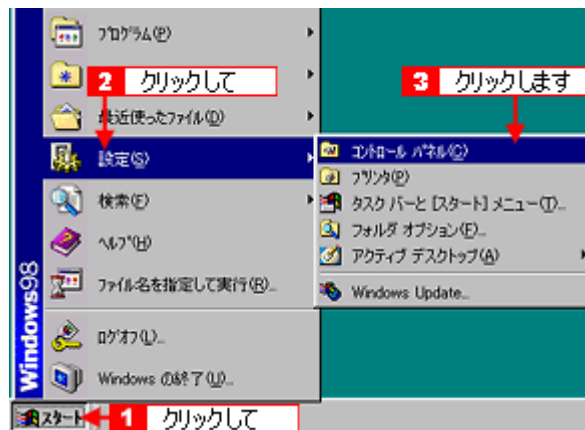 プログラム(P)
2 クリックして
3 クリックします
最近使ったファイル(D)
設定(S)
コントロール パネル(C)
プリンタ(P)
検索(F)
タスク バーと [スタート] メニュー(T)...
フォルダ オプション(F)...
ヘルプ(H)
アクティブ デスクトップ(A)
ファイル名を指定して実行(R)...
Windows Update...
ログオフ(L)...
Windows の終了(U)...
Windows98
スタート
1 クリックして